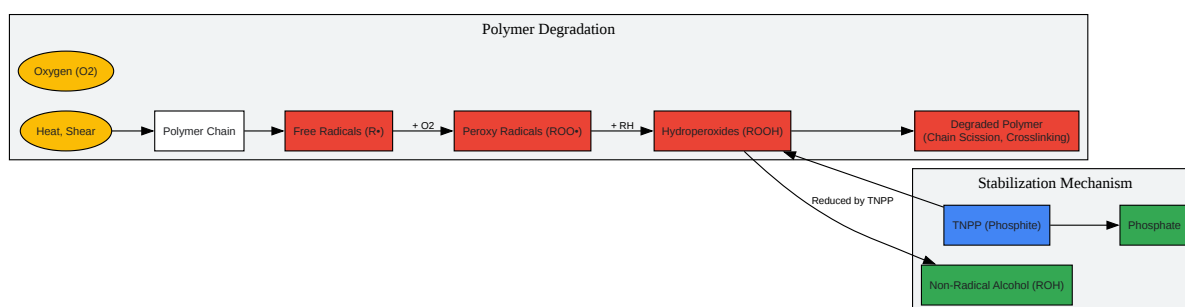 Polymer Degradation
Oxygen (O2)
Heat, Shear
Polymer Chain
Free Radicals (R•)
+ O2
Peroxy Radicals (ROO•)
+ RH
Hydroperoxides (ROOH)
Degraded Polymer
(Chain Scission, Crosslinking)
Stabilization Mechanism
Reduced by TNPP
TNPP (Phosphite)
Phosphate
Non-Radical Alcohol (ROH)